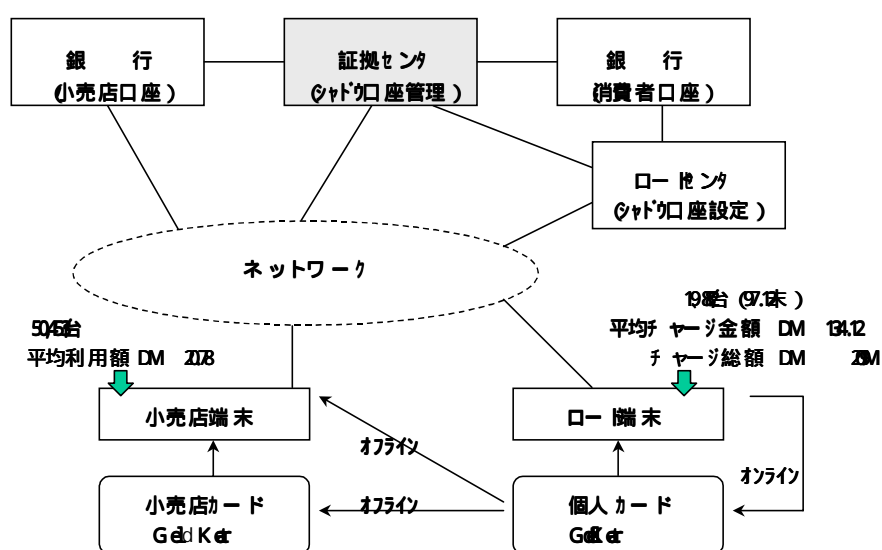 銀　　行
(小売店口座)
証拠センタ
(シャドウ口座管理)
銀　行
(消費者口座)
ロードセンタ
(シャドウ口座設定)
ネットワーク
平均利用額 DM
平均チャージ金額 DM 134.12
チャージ総額 DM
小売店端末
ロード端末
オフライン
オンライン
小売店カード
Geld Karte
オフライン
個人カード